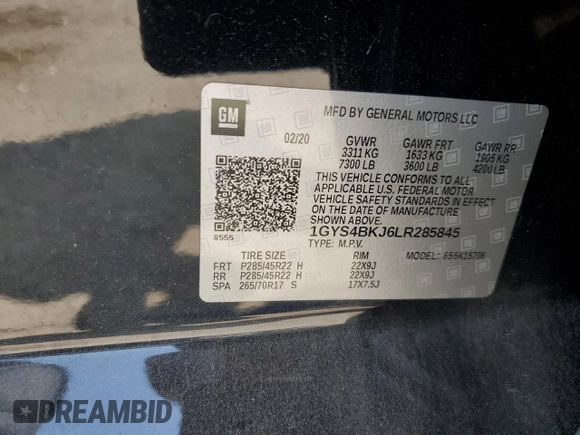 GM
MFD BY GENERAL MOTORS LLC
02/20 GVWR GAWR FRT GAWR RR
3311 KG 1633 KG 1905 KG
7300 LB 3600 LB 4200 LB
THIS VEHICLE CONFORMS TO ALL
APPLICABLE U.S. FEDERAL MOTOR
VEHICLE SAFETY STANDARDS IN EFFECT
ON THE DATE OF MANUFACTURE
SHOWN ABOVE.
8555 1GYS4BKJ6LR285845
TYPE: M.P.V. MODEL: 6S6K15706
TIRE SIZE RIM
FRT P285/45R22 H 22X9J
RR P285/45R22 H 22X9J
SPA 265/70R17 S 17X7.5J
DREAMBID